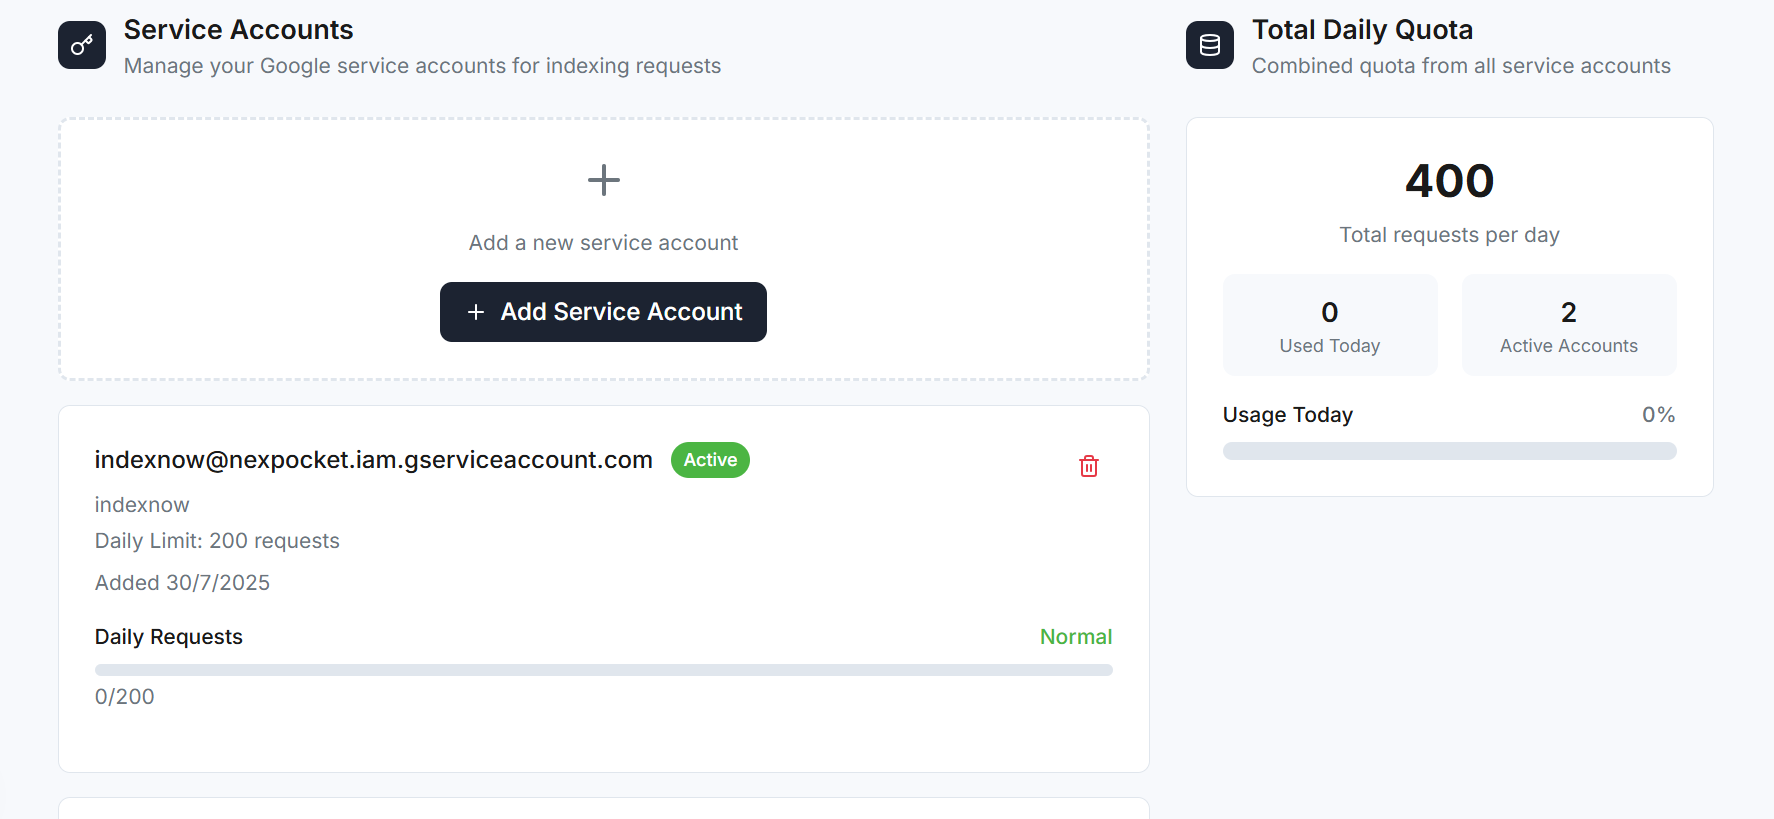 Service Accounts
Manage your Google service accounts for indexing requests
Add a new service account
+ Add Service Account
indexnow@nexpocket.iam.gserviceaccount.com Active
indexnow
Daily Limit: 200 requests
Added 30/7/2025
Daily Requests Normal
0/200
Total Daily Quota
Combined quota from all service accounts
400
Total requests per day
0 2
Used Today Active Accounts
Usage Today 0%